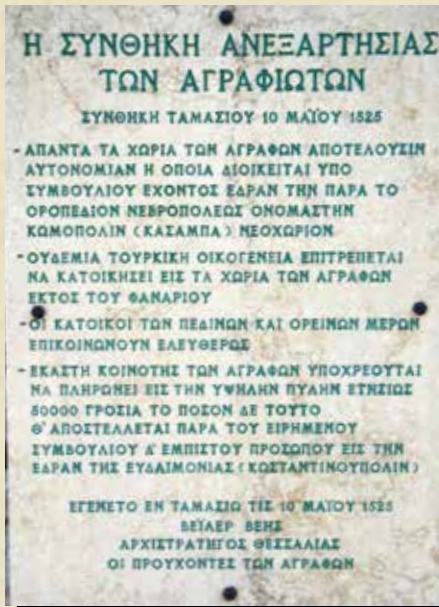 Η ΣΥΝΘΗΚΗ ΑΝΕΞΑΡΤΗΣΙΑΣ
ΤΩΝ ΑΓΡΑΦΙΩΤΩΝ
ΣΥΝΘΗΚΗ ΤΑΜΑΣΙΟΥ 10 ΜΑΪΟΥ 1525
- ΑΠΑΝΤΑ ΤΑ ΧΩΡΙΑ ΤΩΝ ΑΓΡΑΦΩΝ ΑΠΟΤΕΛΟΥΣΙΝ
ΑΥΤΟΝΟΜΙΑΝ Η ΟΠΟΙΑ ΔΙΟΙΚΕΙΤΑΙ ΥΠΟ
ΣΥΜΒΟΥΛΙΟΥ ΕΧΟΝΤΟΣ ΕΔΡΑΝ ΤΗΝ ΠΑΡΑ ΤΟ
ΟΡΟΠΕΔΙΟΝ ΝΕΒΡΟΠΟΛΕΩΣ ΟΝΟΜΑΣΤΗΝ
ΚΩΜΟΠΟΛΙΝ (ΚΑΣΑΜΠΑ) ΝΕΟΧΩΡΙΟΝ
- ΟΥΔΕΜΙΑ ΤΟΥΡΚΙΚΗ ΟΙΚΟΓΕΝΕΙΑ ΕΠΙΤΡΕΠΕΤΑΙ
ΝΑ ΚΑΤΟΙΚΗΣΕΙ ΕΙΣ ΤΑ ΧΩΡΙΑ ΤΩΝ ΑΓΡΑΦΩΝ
ΕΚΤΟΣ ΤΟΥ ΦΑΝΑΡΙΟΥ
- ΟΙ ΚΑΤΟΙΚΟΙ ΤΩΝ ΠΕΔΙΝΩΝ ΚΑΙ ΟΡΕΙΝΩΝ ΜΕΡΩΝ
ΕΠΙΚΟΙΝΩΝΟΥΝ ΕΛΕΥΘΕΡΩΣ
- ΕΚΑΣΤΗ ΚΟΙΝΟΤΗΣ ΤΩΝ ΑΓΡΑΦΩΝ ΥΠΟΧΡΕΟΥΤΑΙ
ΝΑ ΠΛΗΡΩΝΕΙ ΕΙΣ ΤΗΝ ΥΨΗΛΗΝ ΠΥΛΗΝ ΕΤΗΣΙΩΣ
50000 ΓΡΟΣΙΑ ΤΟ ΠΟΣΟΝ ΔΕ ΤΟΥΤΟ
Θ' ΑΠΟΣΤΕΛΛΕΤΑΙ ΠΑΡΑ ΤΟΥ ΕΙΡΗΜΕΝΟΥ
ΣΥΜΒΟΥΛΙΟΥ Δ' ΕΜΠΙΣΤΟΥ ΠΡΟΣΩΠΟΥ ΕΙΣ ΤΗΝ
ΕΔΡΑΝ ΤΗΣ ΕΥΔΑΙΜΟΝΙΑΣ (ΚΩΣΤΑΝΤΙΝΟΥΠΟΛΙΝ)
ΕΓΕΝΕΤΟ ΕΝ ΤΑΜΑΣΙΩ ΤΙΣ 10 ΜΑΪΟΥ 1525
ΒΕΪΛΕΡ ΒΕΗΣ
ΑΡΧΙΣΤΡΑΤΗΓΟΣ ΘΕΣΣΑΛΙΑΣ
ΟΙ ΠΡΟΥΧΟΝΤΕΣ ΤΩΝ ΑΓΡΑΦΩΝ